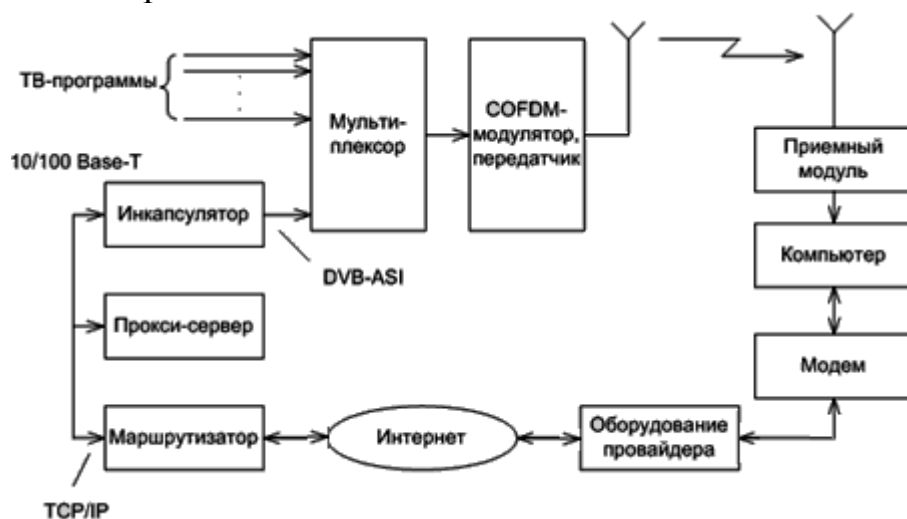 ТВ-программы
Мульти-
плексор
COFDM-
модулятор,
передатчик
Приемный
модуль
10/100 Base-T
Инкапсулятор
Компьютер
DVB-ASI
Прокси-сервер
Модем
Маршрутизатор
Интернет
Оборудование
провайдера
TCP/IP